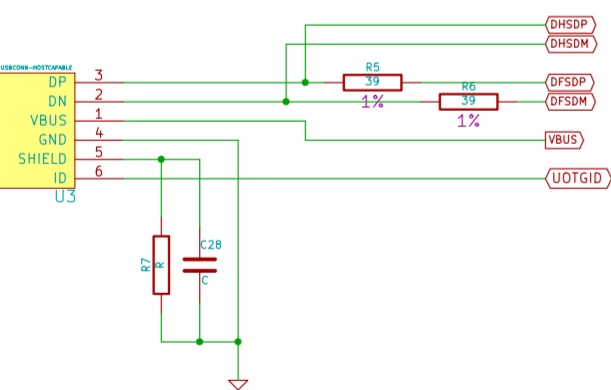 DHSDP
DHSDM
USBCONN-HOSTCAPABLE
R5
DP 3 39 DFSDP
1%
R6
DN 2 39 DFSDM
1%
VBUS 1
VBUS
GND 4
SHIELD 5
ID 6 UOTGID
U3
C28
R7 R
C